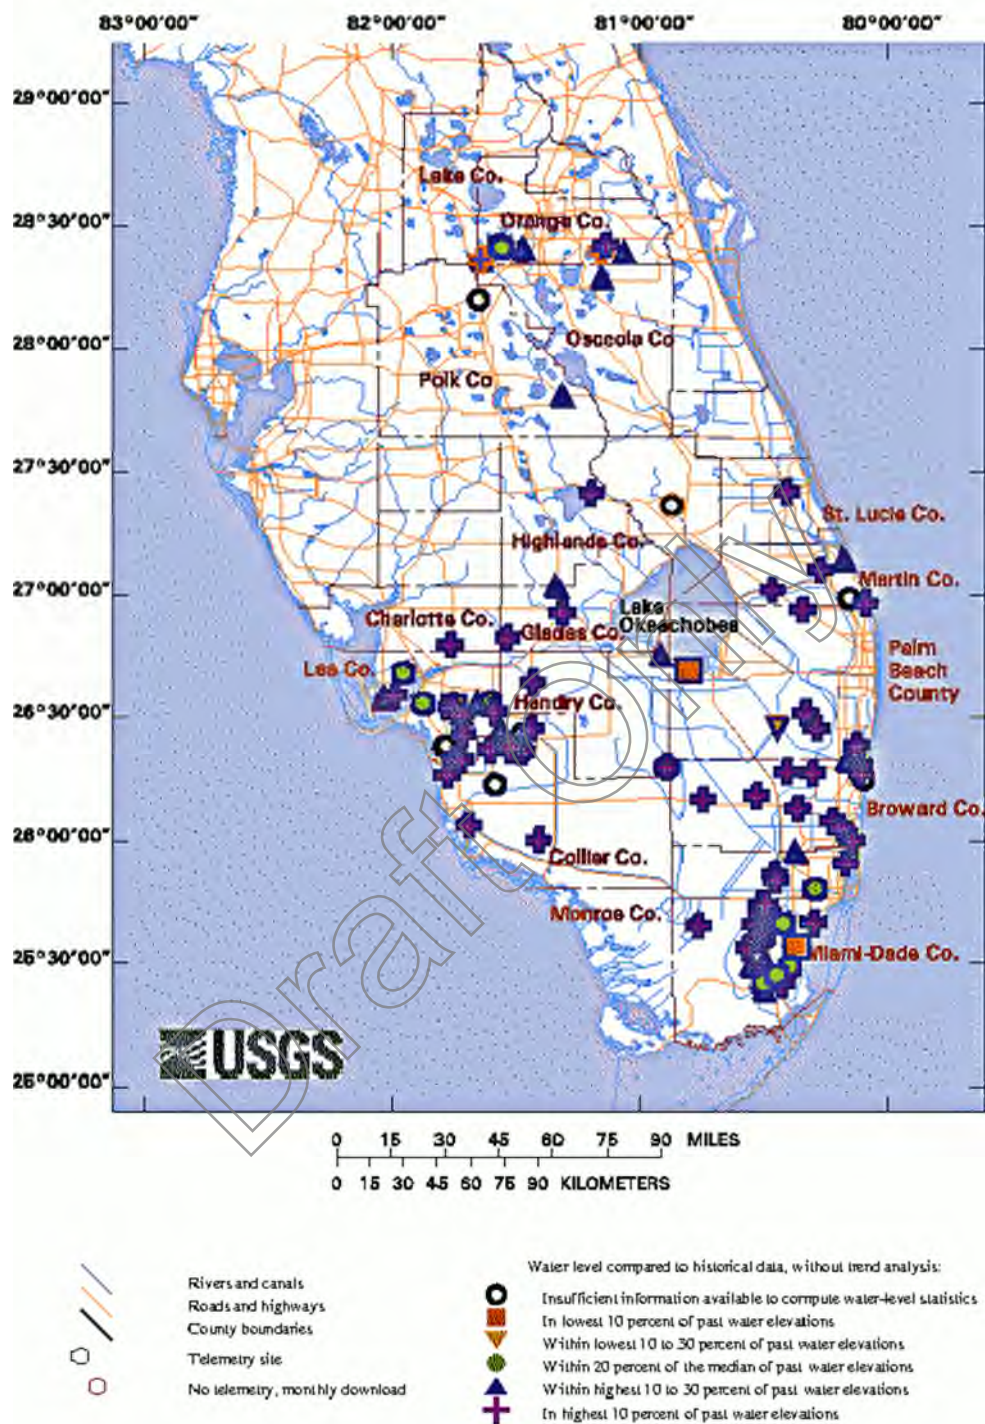 83°00'00" 82°00'00" 81°00'00" 80°00'00"
29°00'00"
Lake Co.
28°30'00"
Orange Co.
28°00'00"
Osceola Co
Polk Co
27°30'00"
St. Lucie Co.
Highlands Co.
27°00'00"
Martin Co.
Lake
Okeechobee
Charlotte Co.
Glades Co.
Palm
Beach
County
Lee Co.
26°30'00"
Hendry Co.
26°00'00"
Broward Co.
Collier Co.
Monroe Co.
25°30'00"
Miami-Dade Co.
USGS
25°00'00"
Draft Only
0 15 30 45 60 75 90 MILES
0 15 30 45 60 75 90 KILOMETERS
Rivers and canals
Roads and highways
County boundaries
Telemetry site
No telemetry, monthly download
Water level compared to historical data, without trend analysis:
Insufficient information available to compute water-level statistics
In lowest 10 percent of past water elevations
Within lowest 10 to 30 percent of past water elevations
Within 20 percent of the median of past water elevations
Within highest 10 to 30 percent of past water elevations
In highest 10 percent of past water elevations